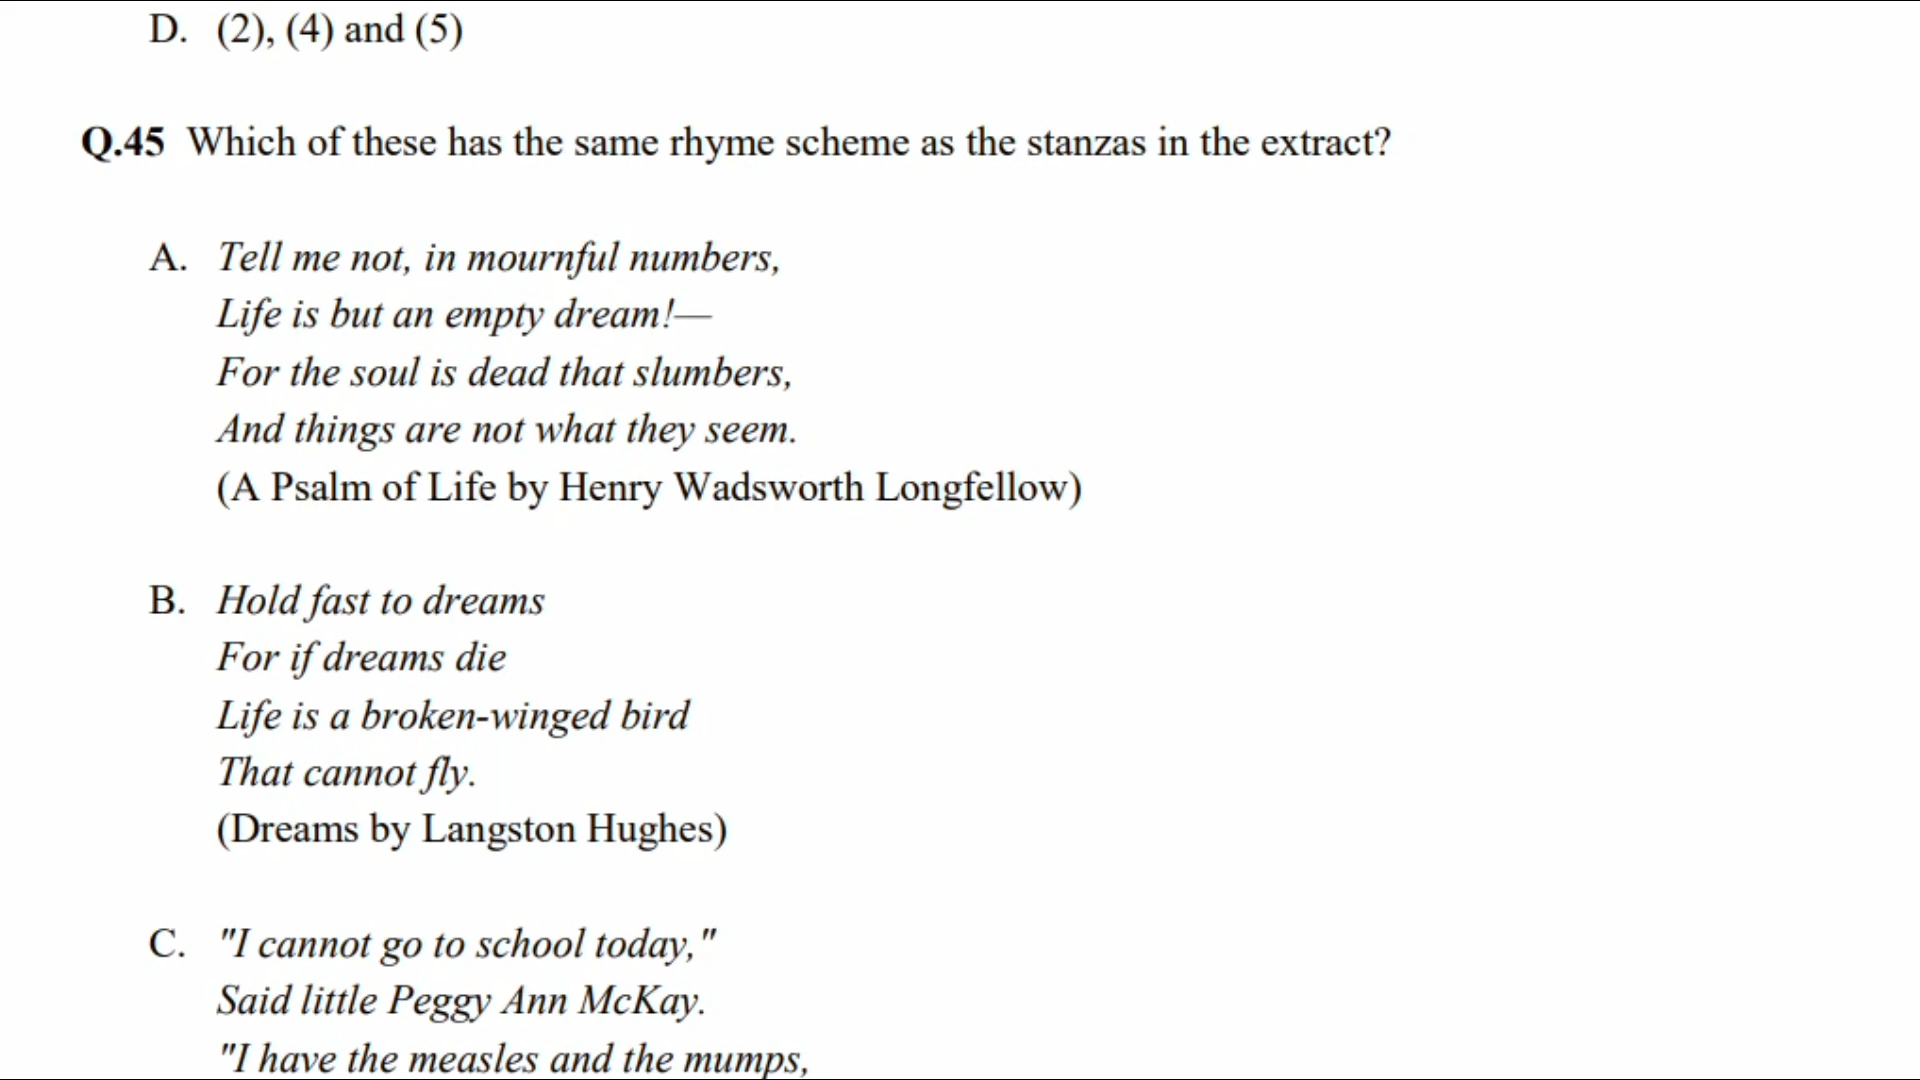 D. (2), (4) and (5)
Q.45 Which of these has the same rhyme scheme as the stanzas in the extract?
A. Tell me not, in mournful numbers,
Life is but an empty dream!—
For the soul is dead that slumbers,
And things are not what they seem.
(A Psalm of Life by Henry Wadsworth Longfellow)
B. Hold fast to dreams
For if dreams die
Life is a broken-winged bird
That cannot fly.
(Dreams by Langston Hughes)
C. "I cannot go to school today,"
Said little Peggy Ann McKay.
"I have the measles and the mumps,